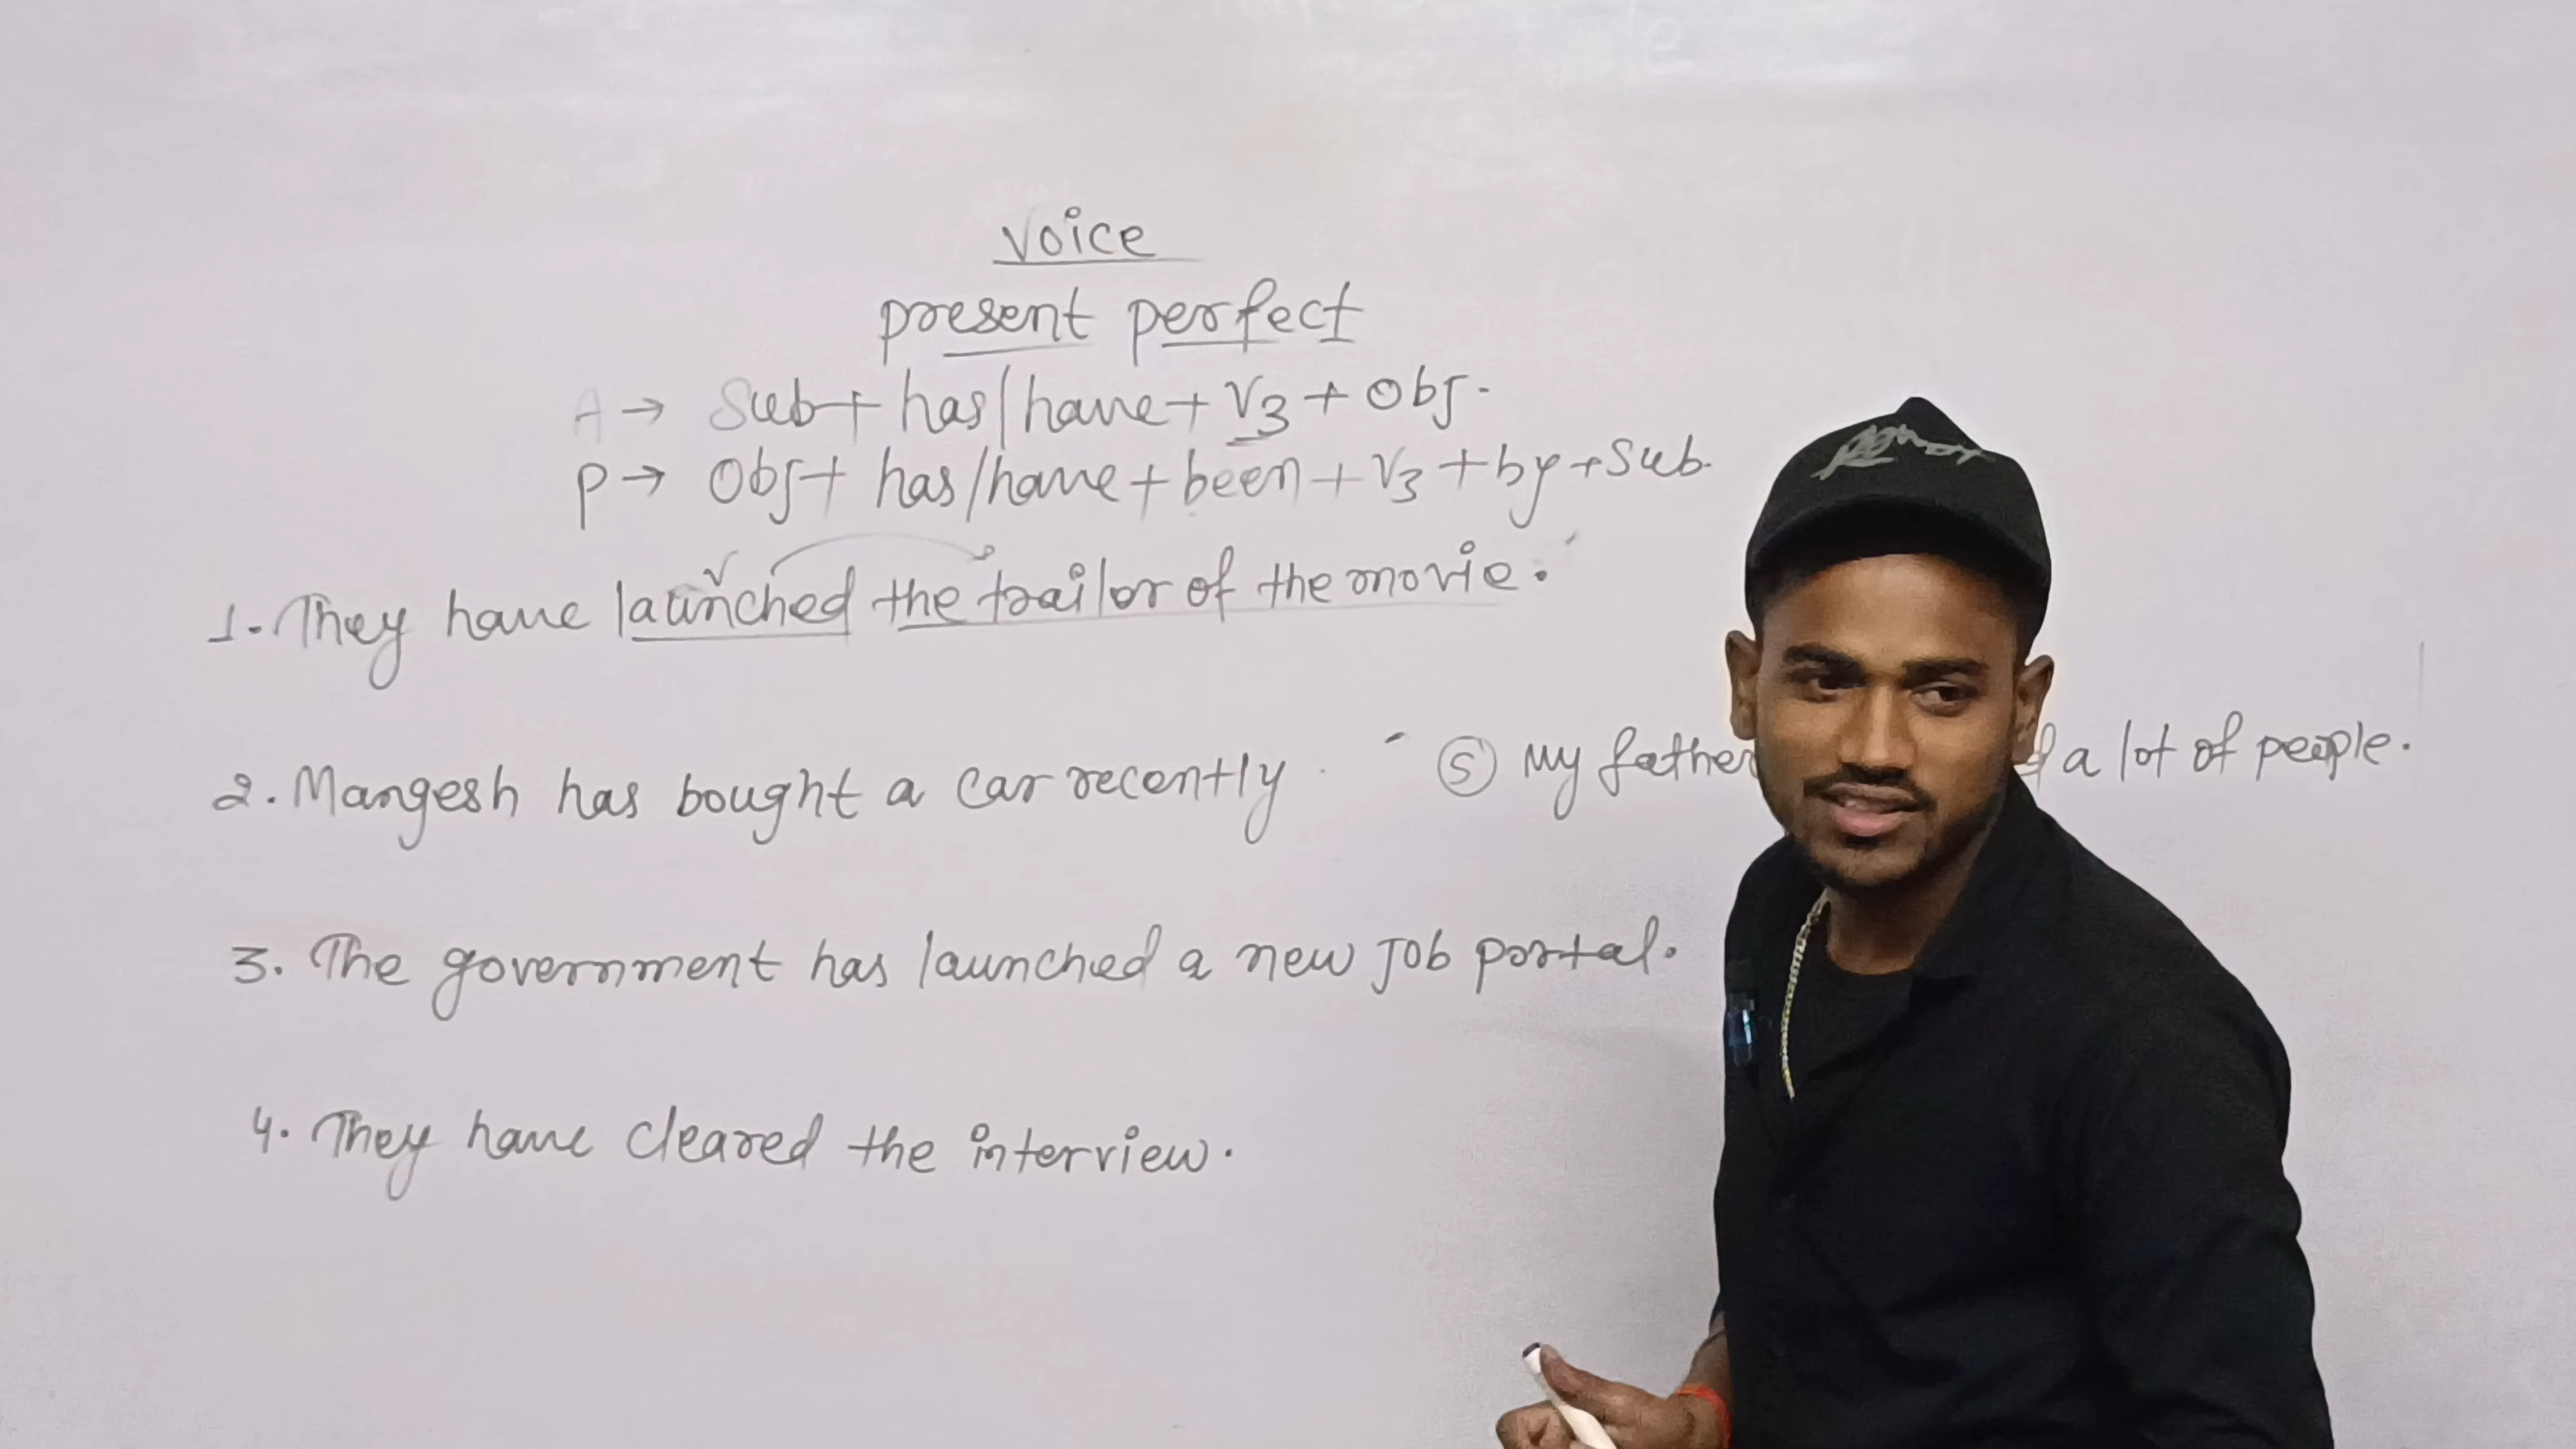 Voice
present perfect
A → Sub + has/have + V3 + Obj.
P → Obj + has/have + been + V3 + by + Sub.
1. They have launched the trailor of the movie.
2. Mangesh has bought a car recently.
⑤ My father a lot of people.
3. The government has launched a new Job portal.
4. They have cleared the interview.